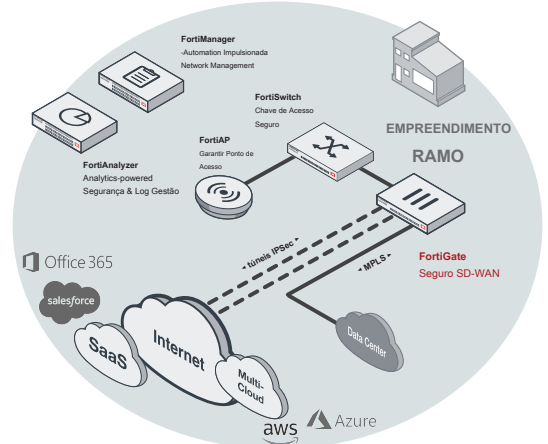 FortiManager
-Automation Impulsionada
Network Management
FortiSwitch
Chave de Acesso
Seguro
FortiAP
Garantir Ponto de
Acesso
FortiAnalyzer
Analytics-powered
Segurança & Log Gestão
EMPREENDIMENTO
RAMO
FortiGate
Seguro SD-WAN
túneis IPSec
MPLS
Office 365
salesforce
SaaS
Internet
Multi-
Cloud
Data Center
aws
Azure